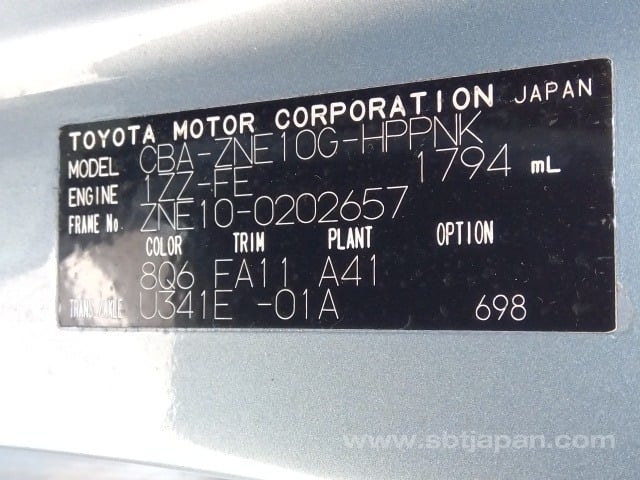 TOYOTA MOTOR CORPORATION JAPAN
MODEL CBA-ZNE10G-HPPNK
ENGINE 1ZZ-FE 1794 mL
FRAME No. ZNE10-0202657
COLOR TRIM PLANT OPTION
8Q6 FA11 A41
TRANS/AXLE U341E -01A 698
www.sbtjapan.com